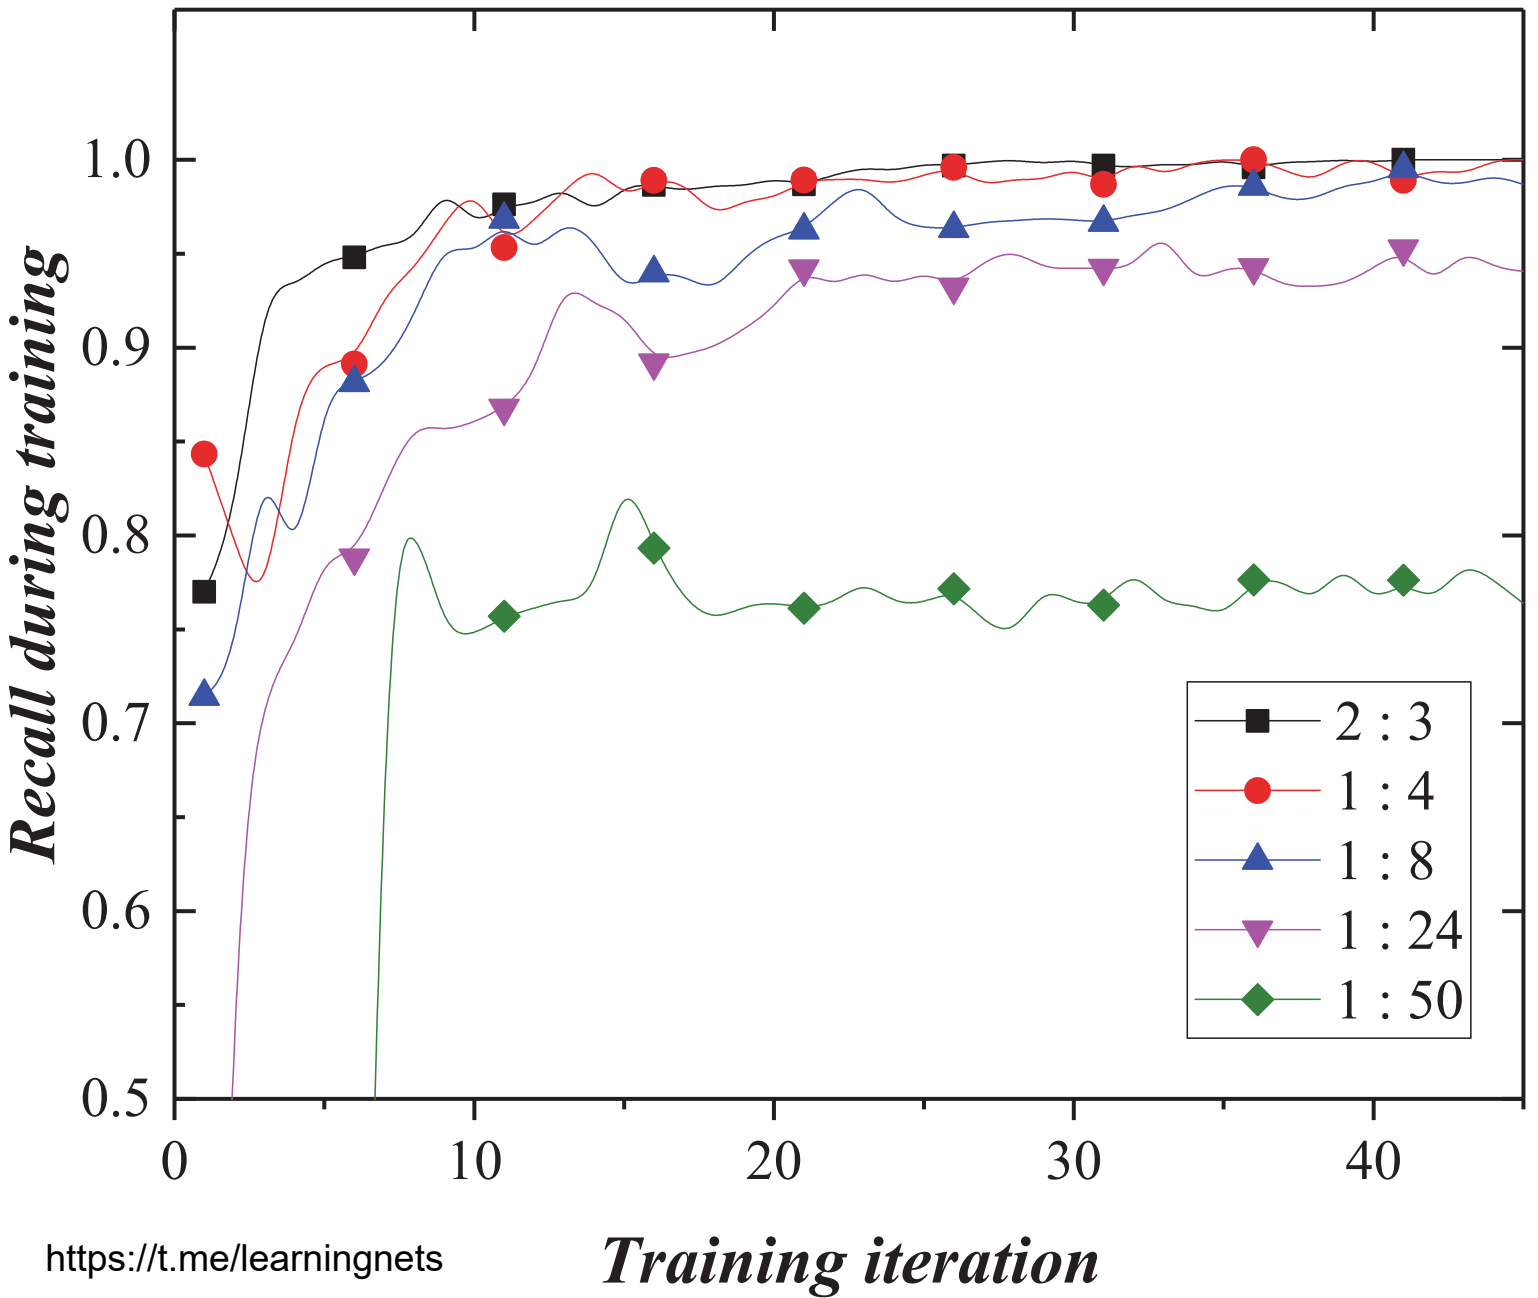 Recall during training
1.0
0.9
0.8
0.7
0.6
0.5
0 10 20 30 40
2 : 3
1 : 4
1 : 8
1 : 24
1 : 50
Training iteration
https://t.me/learningnets